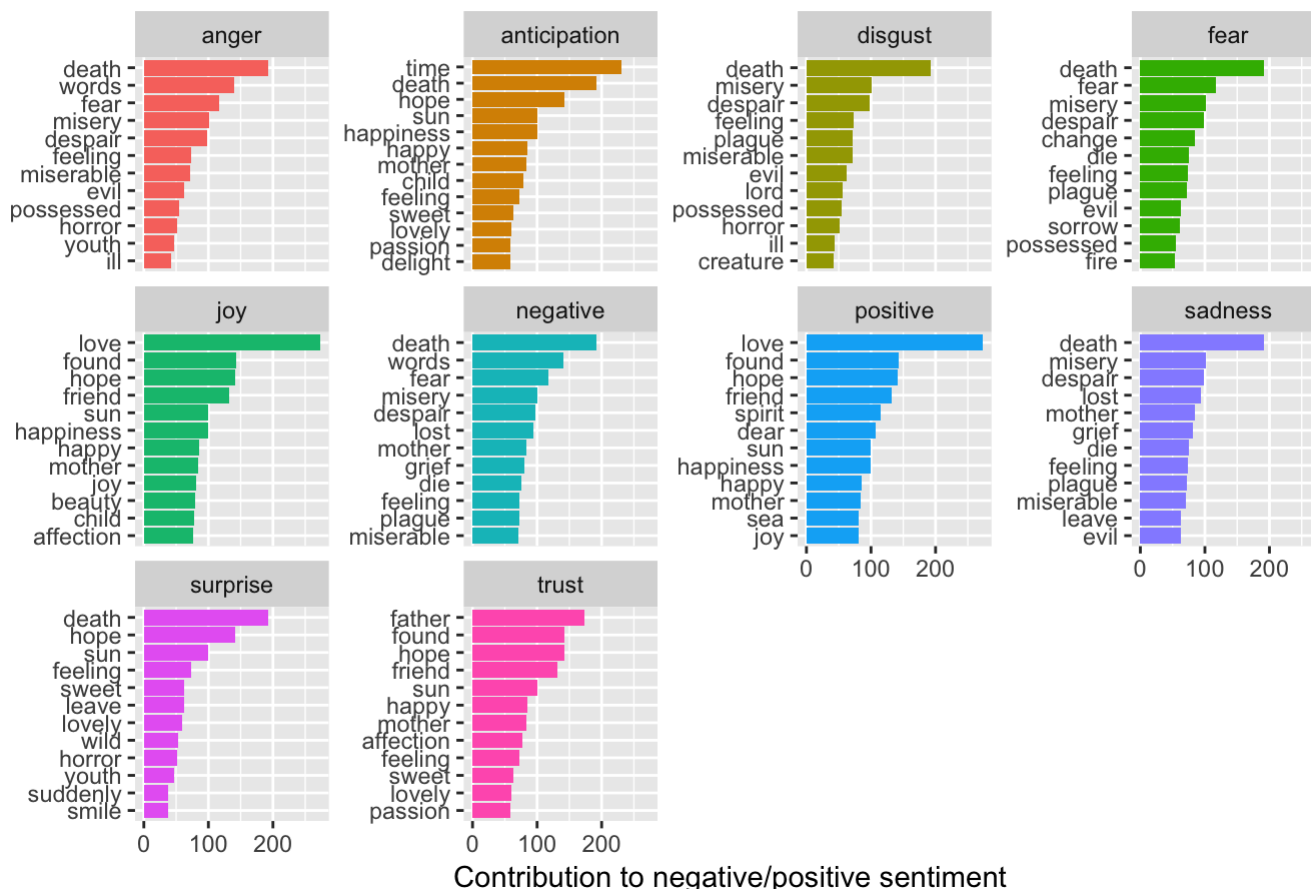 anger
death
words
fear
misery
despair
feeling
miserable
evil
possessed
horror
youth
ill
anticipation
time
death
hope
sun
happiness
happy
mother
child
feeling
sweet
lovely
passion
delight
disgust
death
misery
despair
feeling
plague
miserable
evil
lord
possessed
horror
ill
creature
fear
death
fear
misery
despair
change
die
feeling
plague
evil
sorrow
possessed
fire
joy
love
found
hope
friend
sun
happiness
happy
mother
joy
beauty
child
affection
negative
death
words
fear
misery
despair
lost
mother
grief
die
feeling
plague
miserable
positive
love
found
hope
friend
spirit
dear
sun
happiness
happy
mother
sea
joy
0 100 200
sadness
death
misery
despair
lost
mother
grief
die
feeling
plague
miserable
leave
evil
0 100 200
surprise
death
hope
sun
feeling
sweet
leave
lovely
wild
horror
youth
suddenly
smile
0 100 200
trust
father
found
hope
friend
sun
happy
mother
affection
feeling
sweet
lovely
passion
0 100 200
Contribution to negative/positive sentiment